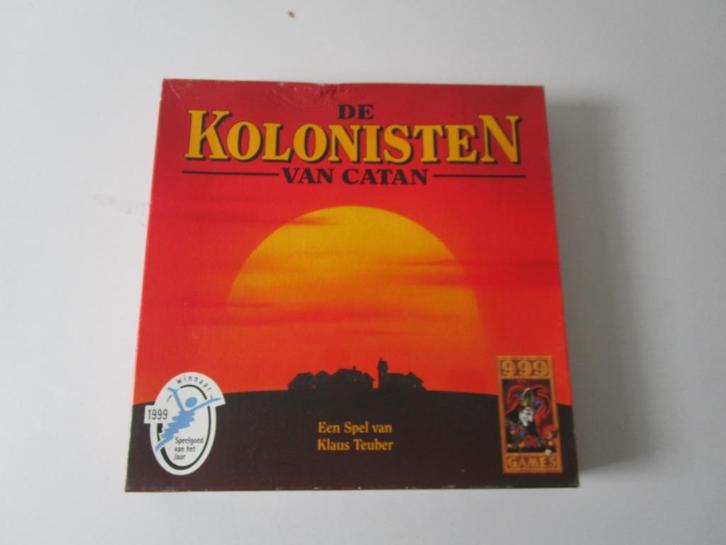 DE
KOLONISTEN
VAN CATAN
winnaar
1999
Speelgoed
van het
Jaar
Een Spel van
Klaus Teuber
999
GAMES